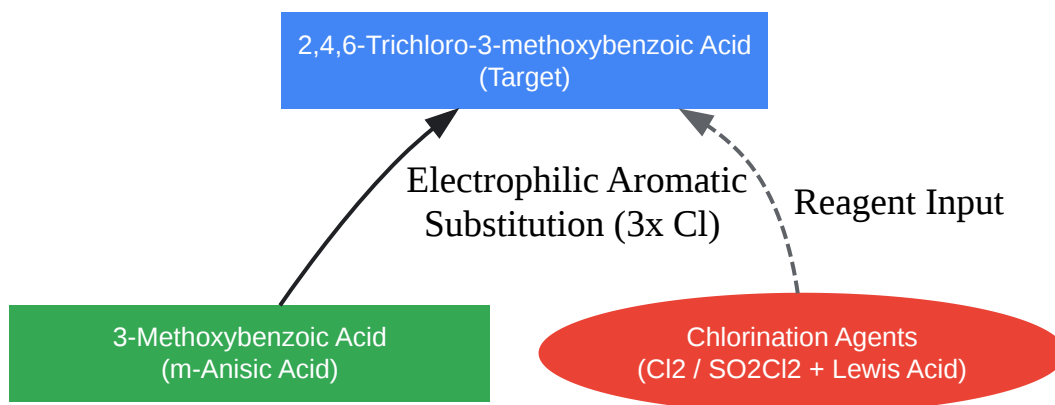 2,4,6-Trichloro-3-methoxybenzoic Acid
(Target)
Electrophilic Aromatic
Substitution (3x Cl)
Reagent Input
3-Methoxybenzoic Acid
(m-Anisic Acid)
Chlorination Agents
(Cl2 / SO2Cl2 + Lewis Acid)